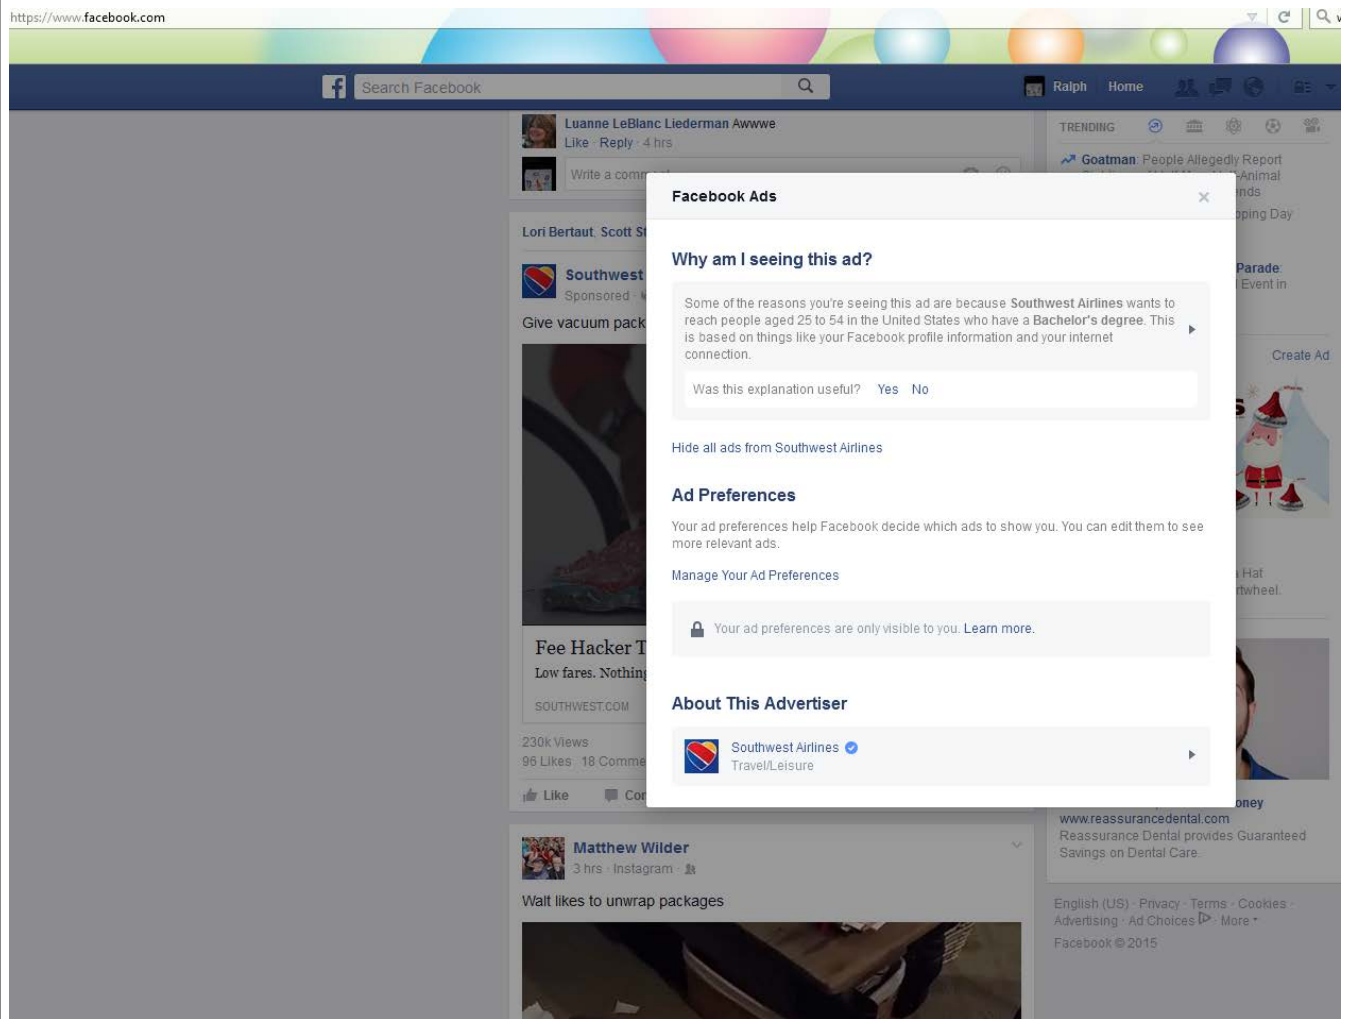 https://www.facebook.com
Search Facebook
Ralph Home
Luanne LeBlanc Liederman Awwwe
Like · Reply · 4 hrs
Write a comment
Lori Bertaut, Scott St
Southwest
Sponsored ·
Give vacuum pack
Fee Hacker T
Low fares. Nothing
SOUTHWEST.COM
230k Views
96 Likes 18 Comme
Like Cor
Matthew Wilder
3 hrs · Instagram ·
Walt likes to unwrap packages
Facebook Ads
Why am I seeing this ad?
Some of the reasons you're seeing this ad are because Southwest Airlines wants to
reach people aged 25 to 54 in the United States who have a Bachelor's degree. This
is based on things like your Facebook profile information and your internet
connection.
Was this explanation useful? Yes No
Hide all ads from Southwest Airlines
Ad Preferences
Your ad preferences help Facebook decide which ads to show you. You can edit them to see
more relevant ads.
Manage Your Ad Preferences
Your ad preferences are only visible to you. Learn more.
About This Advertiser
Southwest Airlines
Travel/Leisure
TRENDING
Goatman: People Allegedly Report
-Animal
ends
pping Day
Parade:
Event in
Create Ad
Hat
rtwheel.
oney
www.reassurancedental.com
Reassurance Dental provides Guaranteed
Savings on Dental Care.
English (US) · Privacy · Terms · Cookies ·
Advertising · Ad Choices · More
Facebook © 2015